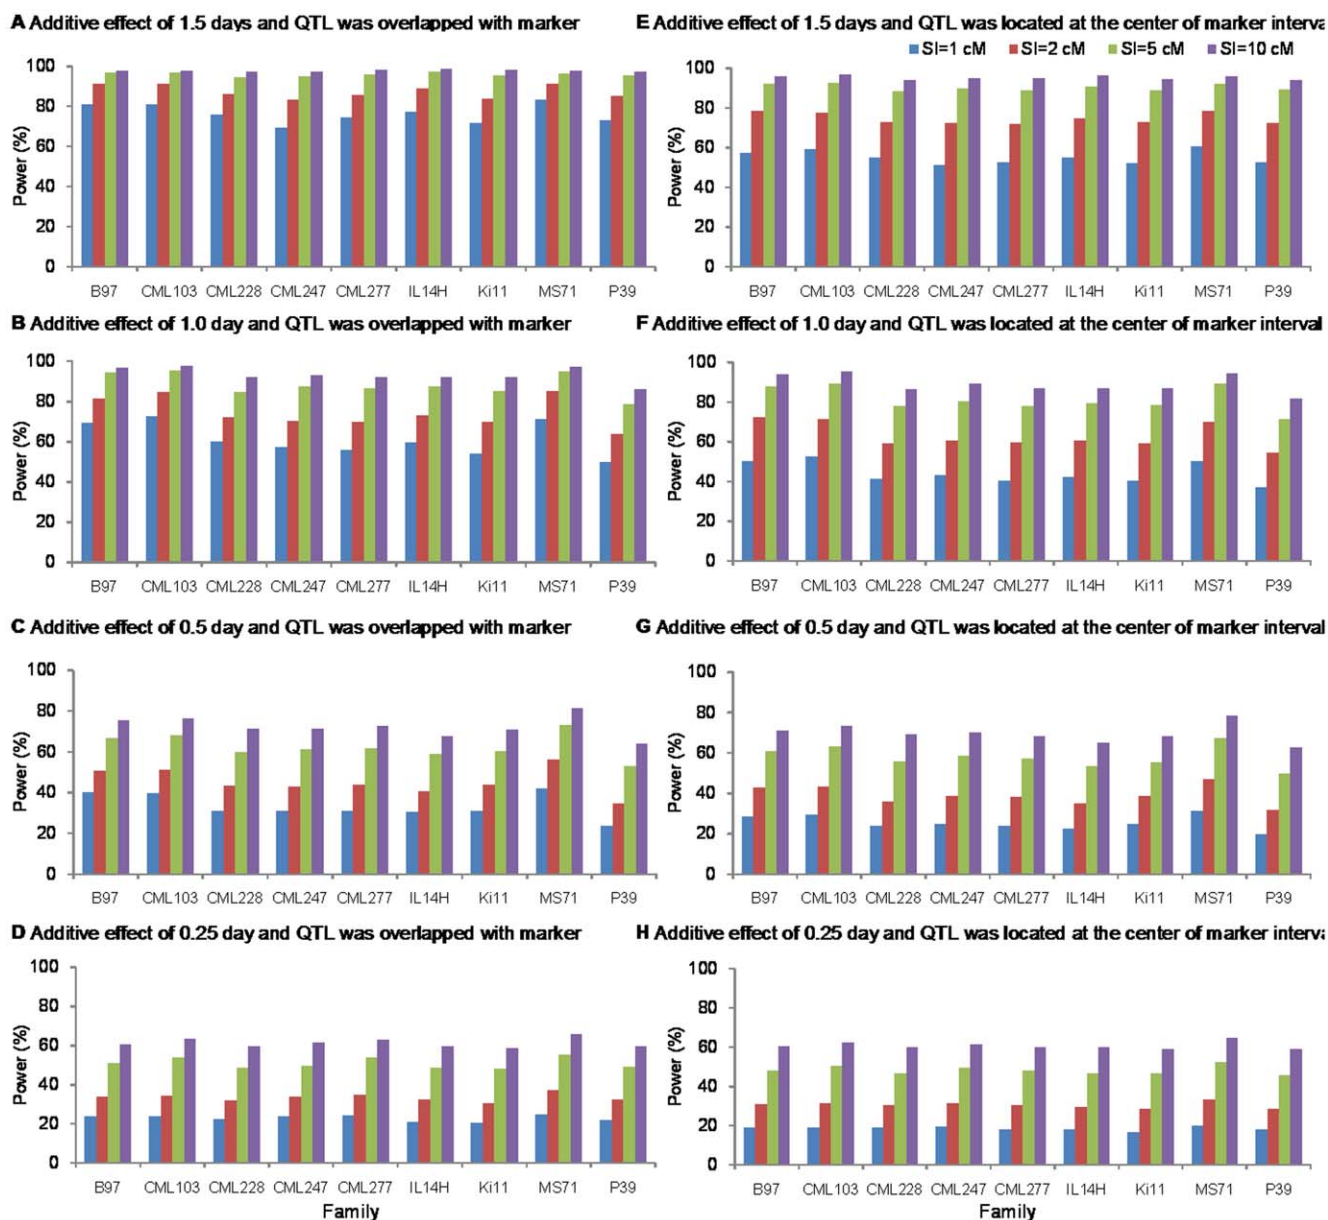 A Additive effect of 1.5 days and QTL was overlapped with marker
Power (%)
100
80
60
40
20
0
B97 CML103 CML228 CML247 CML277 IL14H Ki11 MS71 P39
B Additive effect of 1.0 day and QTL was overlapped with marker
Power (%)
100
80
60
40
20
0
B97 CML103 CML228 CML247 CML277 IL14H Ki11 MS71 P39
C Additive effect of 0.5 day and QTL was overlapped with marker
Power (%)
100
80
60
40
20
0
B97 CML103 CML228 CML247 CML277 IL14H Ki11 MS71 P39
D Additive effect of 0.25 day and QTL was overlapped with marker
Power (%)
100
80
60
40
20
0
B97 CML103 CML228 CML247 CML277 IL14H Ki11 MS71 P39
Family
E Additive effect of 1.5 days and QTL was located at the center of marker interva
SI=1 cM SI=2 cM SI=5 cM SI=10 cM
Power (%)
100
80
60
40
20
0
B97 CML103 CML228 CML247 CML277 IL14H Ki11 MS71 P39
F Additive effect of 1.0 day and QTL was located at the center of marker interval
Power (%)
100
80
60
40
20
0
B97 CML103 CML228 CML247 CML277 IL14H Ki11 MS71 P39
G Additive effect of 0.5 day and QTL was located at the center of marker interval
Power (%)
100
80
60
40
20
0
B97 CML103 CML228 CML247 CML277 IL14H Ki11 MS71 P39
H Additive effect of 0.25 day and QTL was located at the center of marker interva
Power (%)
100
80
60
40
20
0
B97 CML103 CML228 CML247 CML277 IL14H Ki11 MS71 P39
Family